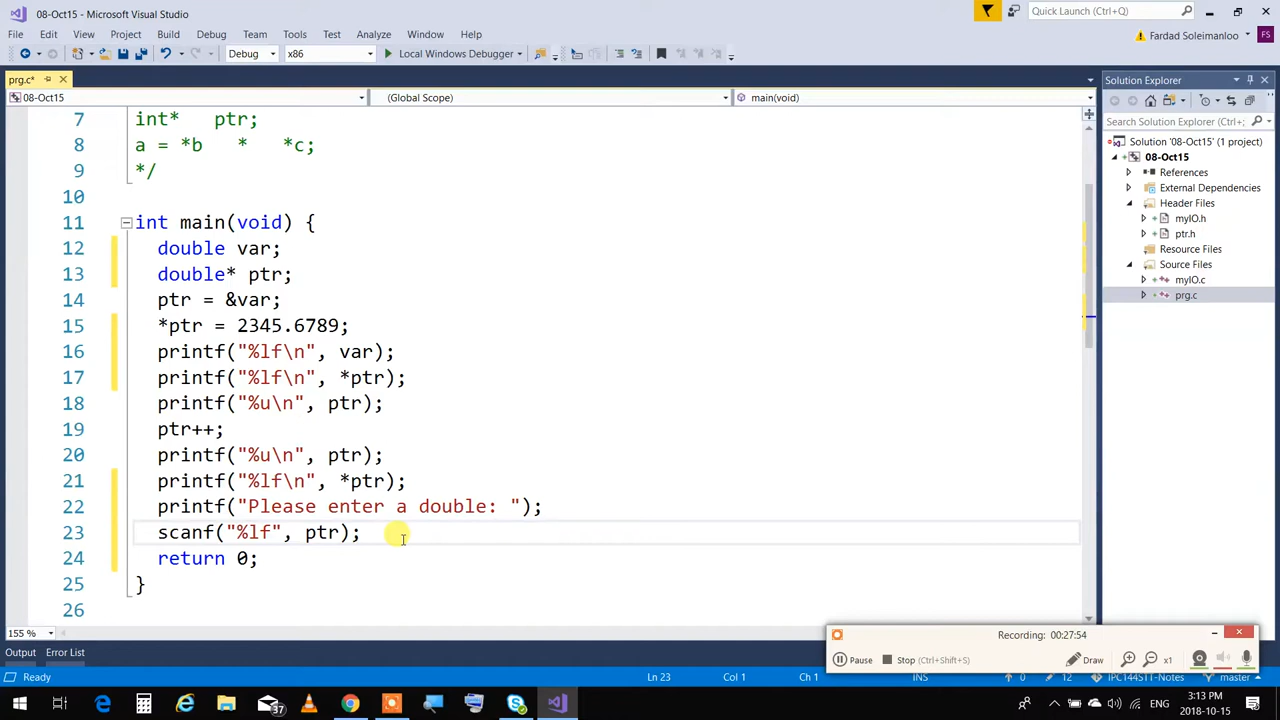 08-Oct15 - Microsoft Visual Studio
Quick Launch (Ctrl+Q)
File Edit View Project Build Debug Team Tools Test Analyze Window Help
Fardad Soleimanloo FS
Debug x86 Local Windows Debugger
prg.c*
08-Oct15 (Global Scope) main(void)
7 int*   ptr;
8 a = *b   *   *c;
9 */
10
11 int main(void) {
12 double var;
13 double* ptr;
14 ptr = &var;
15 *ptr = 2345.6789;
16 printf("%lf\n", var);
17 printf("%lf\n", *ptr);
18 printf("%u\n", ptr);
19 ptr++;
20 printf("%u\n", ptr);
21 printf("%lf\n", *ptr);
22 printf("Please enter a double: ");
23 scanf("%lf", ptr);
24 return 0;
25 }
26
155 %
Output Error List
Solution Explorer
Search Solution Explorer (Ctrl+;
Solution '08-Oct15' (1 project)
08-Oct15
References
External Dependencies
Header Files
myIO.h
ptr.h
Resource Files
Source Files
myIO.c
prg.c
Recording: 00:27:54
Pause Stop (Ctrl+Shift+S) Draw x1
Ready Ln 23 Col 1 Ch 1 INS 0 12 IPC144STT-Notes master
37
ENG 3:13 PM
2018-10-15